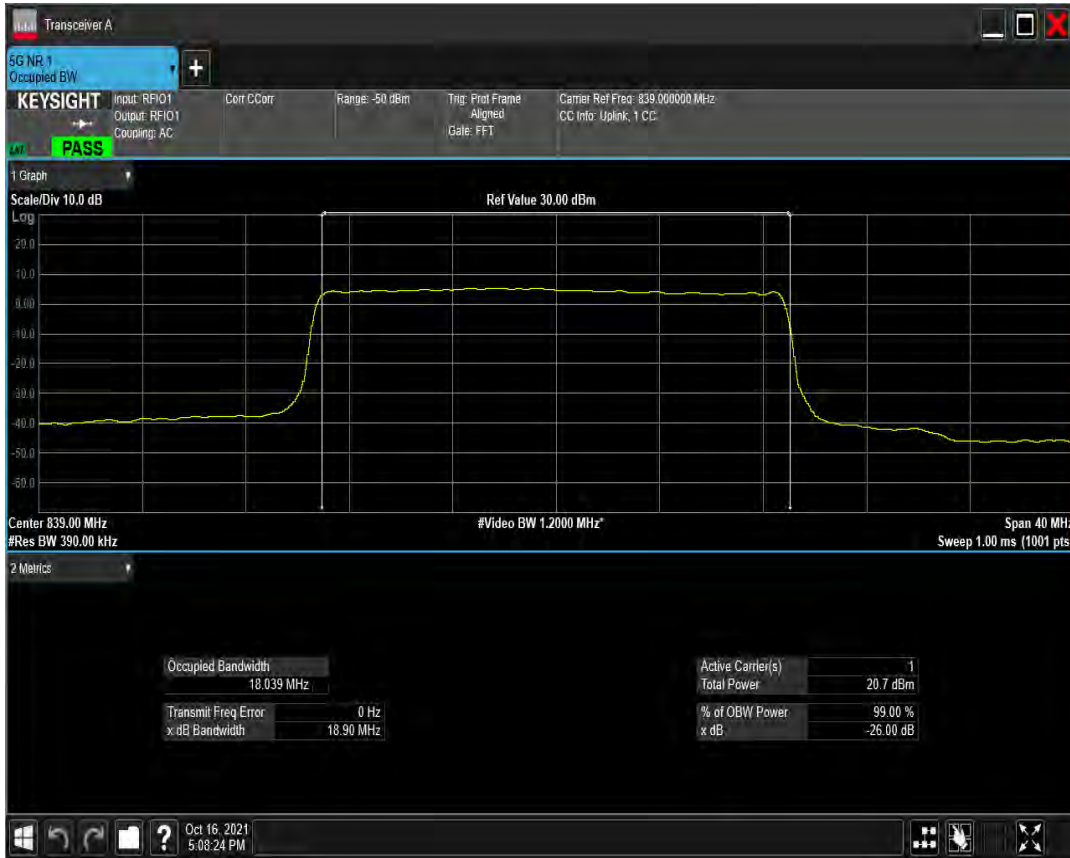 Transceiver A
5G NR 1
Occupied BW
+
KEYSIGHT
Input: RFIO1
Output: RFIO1
Coupling: AC
Corr CCorr
Range: -50 dBm
Trig: Prot Frame
Aligned
Gate: FFT
Carrier Ref Freq: 839.000000 MHz
CC Info: Uplink, 1 CC
PASS
1 Graph
Scale/Div 10.0 dB
Ref Value 30.00 dBm
Log
20.0
10.0
0.00
-10.0
-20.0
-30.0
-40.0
-50.0
-60.0
Center 839.00 MHz
#Video BW 1.2000 MHz*
Span 40 MHz
#Res BW 390.00 kHz
Sweep 1.00 ms (1001 pts
2 Metrics
Occupied Bandwidth
18.039 MHz
Transmit Freq Error 0 Hz
x dB Bandwidth 18.90 MHz
Active Carrier(s) 1
Total Power 20.7 dBm
% of OBW Power 99.00 %
x dB -26.00 dB
?
Oct 16, 2021
5:08:24 PM